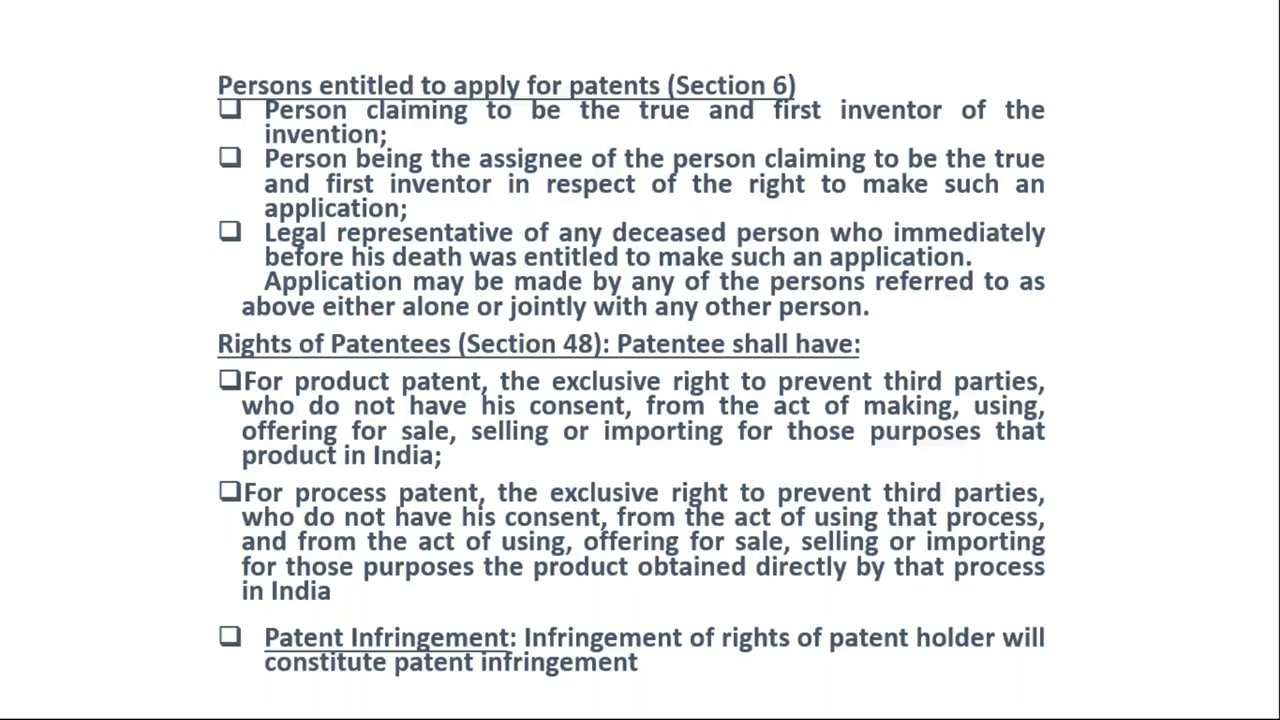 Persons entitled to apply for patents (Section 6)
❑ Person claiming to be the true and first inventor of the
invention;
❑ Person being the assignee of the person claiming to be the true
and first inventor in respect of the right to make such an
application;
❑ Legal representative of any deceased person who immediately
before his death was entitled to make such an application.
Application may be made by any of the persons referred to as
above either alone or jointly with any other person.
Rights of Patentees (Section 48): Patentee shall have:
❑For product patent, the exclusive right to prevent third parties,
who do not have his consent, from the act of making, using,
offering for sale, selling or importing for those purposes that
product in India;
❑For process patent, the exclusive right to prevent third parties,
who do not have his consent, from the act of using that process,
and from the act of using, offering for sale, selling or importing
for those purposes the product obtained directly by that process
in India
❑ Patent Infringement: Infringement of rights of patent holder will
constitute patent infringement